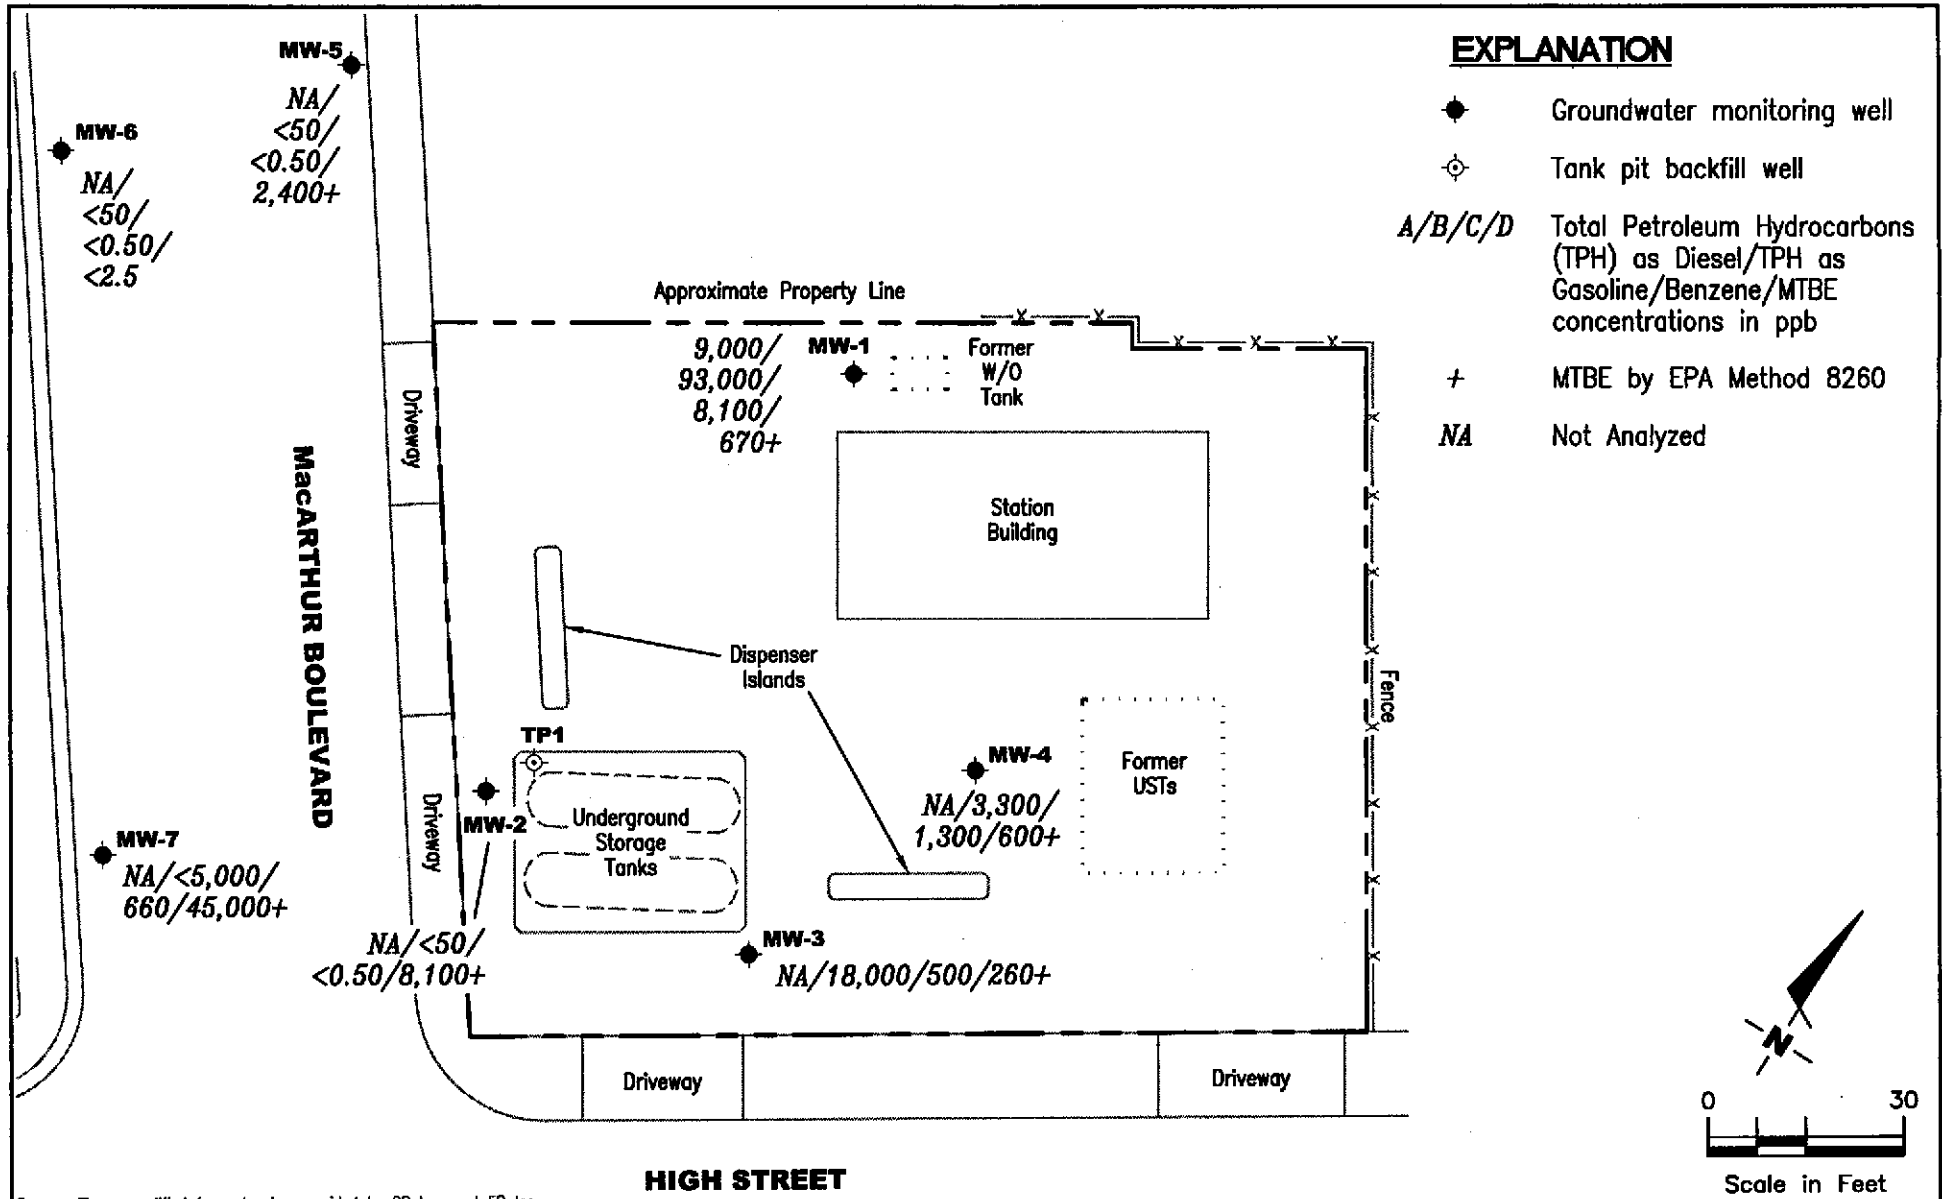 EXPLANATION
Groundwater monitoring well
Tank pit backfill well
A/B/C/D Total Petroleum Hydrocarbons
(TPH) as Diesel/TPH as
Gasoline/Benzene/MTBE
concentrations in ppb
+ MTBE by EPA Method 8260
NA Not Analyzed
MW-5
NA/
<50/
<0.50/
2,400+
MW-6
NA/
<50/
<0.50/
<2.5
Approximate Property Line
9,000/
93,000/
8,100/
670+
MW-1
Former
W/O
Tank
Driveway
MacARTHUR BOULEVARD
Station
Building
Dispenser
Islands
Fence
TP1
MW-2
Underground
Storage
Tanks
MW-4
NA/3,300/
1,300/600+
Former
USTs
Driveway
MW-7
NA/<5,000/
660/45,000+
NA/<50/
<0.50/8,100+
MW-3
NA/18,000/500/260+
Driveway
Driveway
N
0 30
Scale in Feet
HIGH STREET